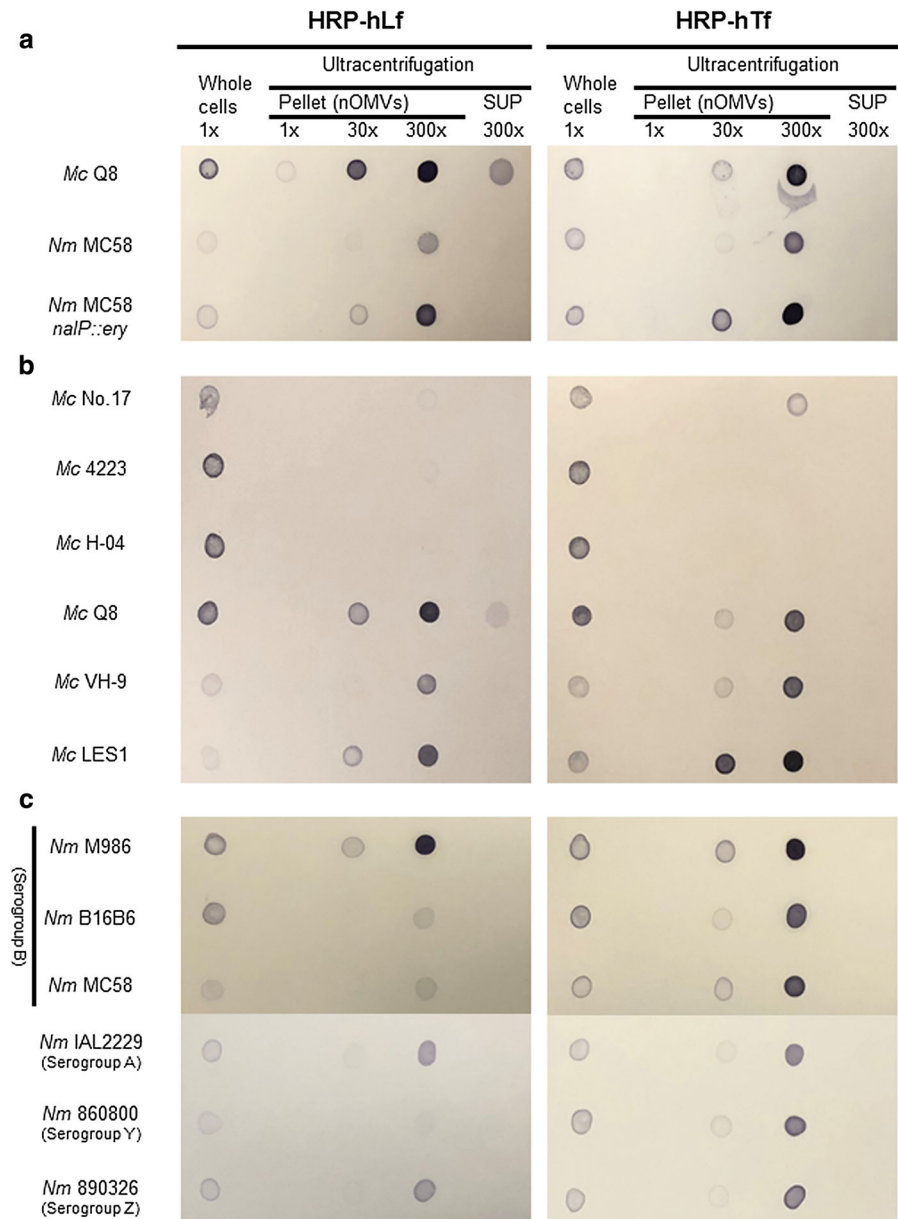 a
HRP-hLf
HRP-hTf
Whole cells 1x
Ultracentrifugation
Pellet (nOMVs)
SUP
1x 30x 300x 300x
Whole cells 1x
Ultracentrifugation
Pellet (nOMVs)
SUP
1x 30x 300x 300x
Mc Q8
Nm MC58
Nm MC58
nalP::ery
b
Mc No.17
Mc 4223
Mc H-04
Mc Q8
Mc VH-9
Mc LES1
c
(Serogroup B)
Nm M986
Nm B16B6
Nm MC58
Nm IAL2229
(Serogroup A)
Nm 860800
(Serogroup Y)
Nm 890326
(Serogroup Z)